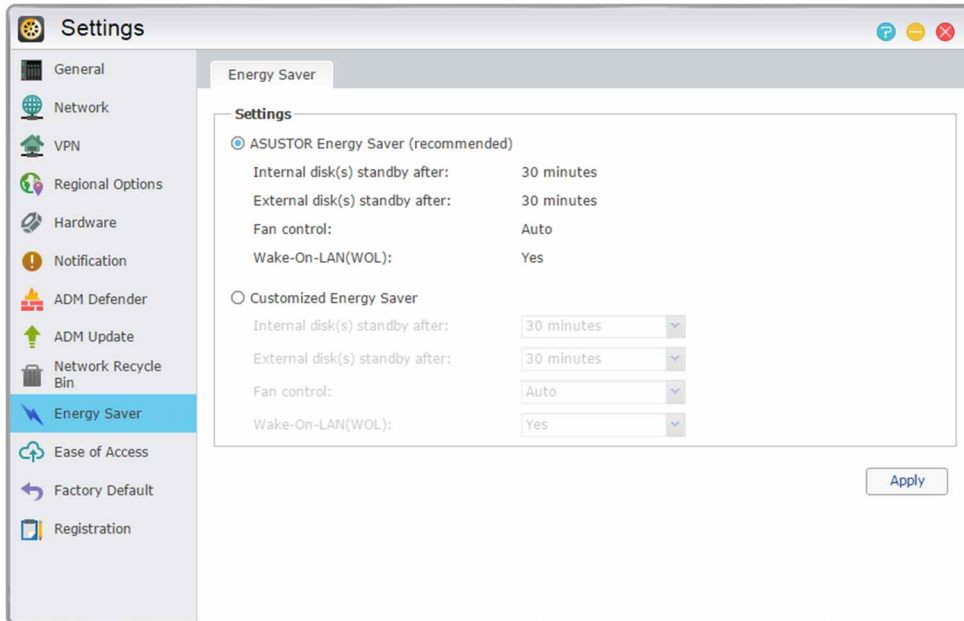 Settings
General
Network
VPN
Regional Options
Hardware
Notification
ADM Defender
ADM Update
Network Recycle
Bin
Energy Saver
Ease of Access
Factory Default
Registration
Energy Saver
Settings
ASUSTOR Energy Saver (recommended)
Internal disk(s) standby after: 30 minutes
External disk(s) standby after: 30 minutes
Fan control: Auto
Wake-On-LAN(WOL): Yes
Customized Energy Saver
Internal disk(s) standby after: 30 minutes
External disk(s) standby after: 30 minutes
Fan control: Auto
Wake-On-LAN(WOL): Yes
Apply